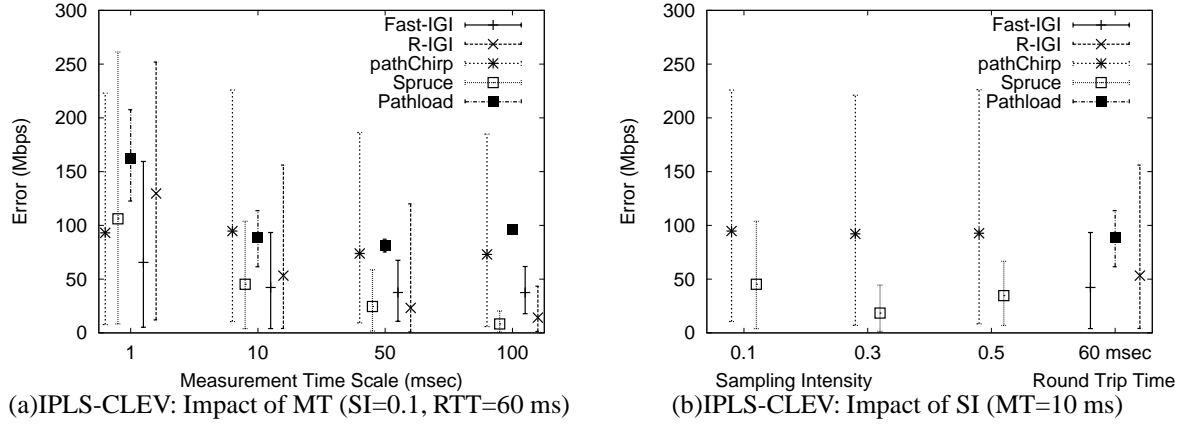 300
250
200
150
100
50
0
Error (Mbps)
Fast-IGI
R-IGI
pathChirp
Spruce
Pathload
1 10 50 100
Measurement Time Scale (msec)
(a)IPLS-CLEV: Impact of MT (SI=0.1, RTT=60 ms)
300
250
200
150
100
50
0
Error (Mbps)
Fast-IGI
R-IGI
pathChirp
Spruce
Pathload
0.1 0.3 0.5 60 msec
Sampling Intensity Round Trip Time
(b)IPLS-CLEV: Impact of SI (MT=10 ms)